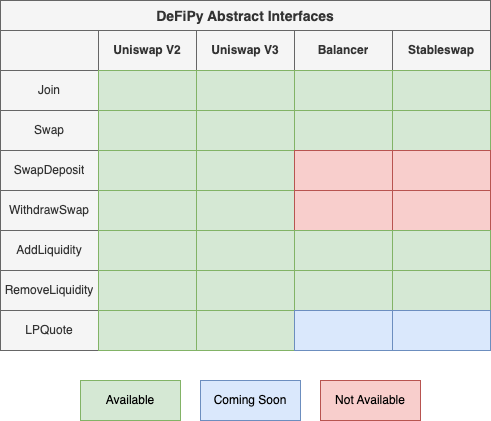 DeFiPy Abstract Interfaces
Uniswap V2 Uniswap V3 Balancer Stableswap
Join
Swap
SwapDeposit
WithdrawSwap
AddLiquidity
RemoveLiquidity
LPQuote
Available Coming Soon Not Available